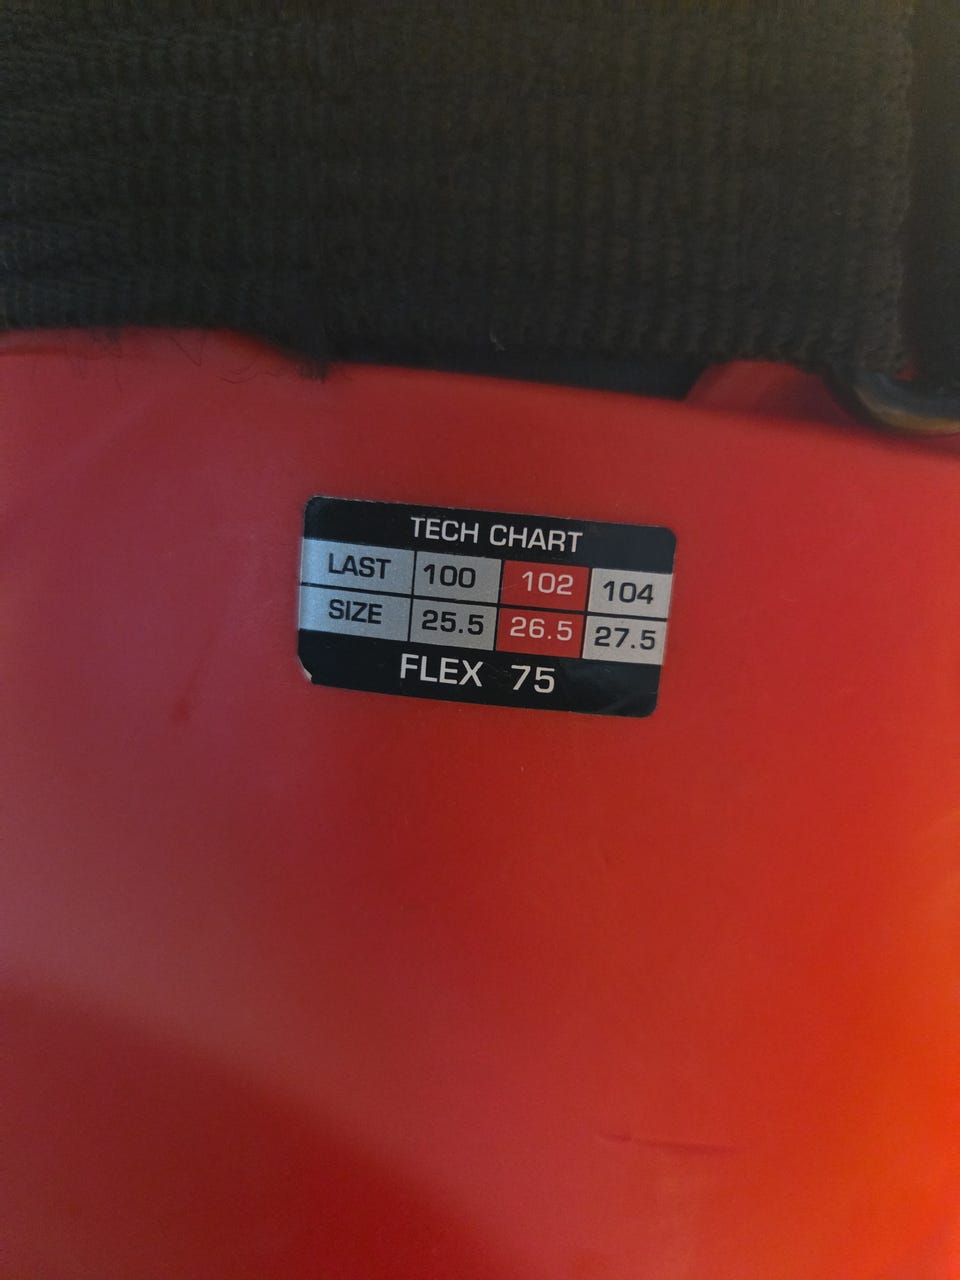 TECH CHART
LAST 100 102 104
SIZE 25.5 26.5 27.5
FLEX 75